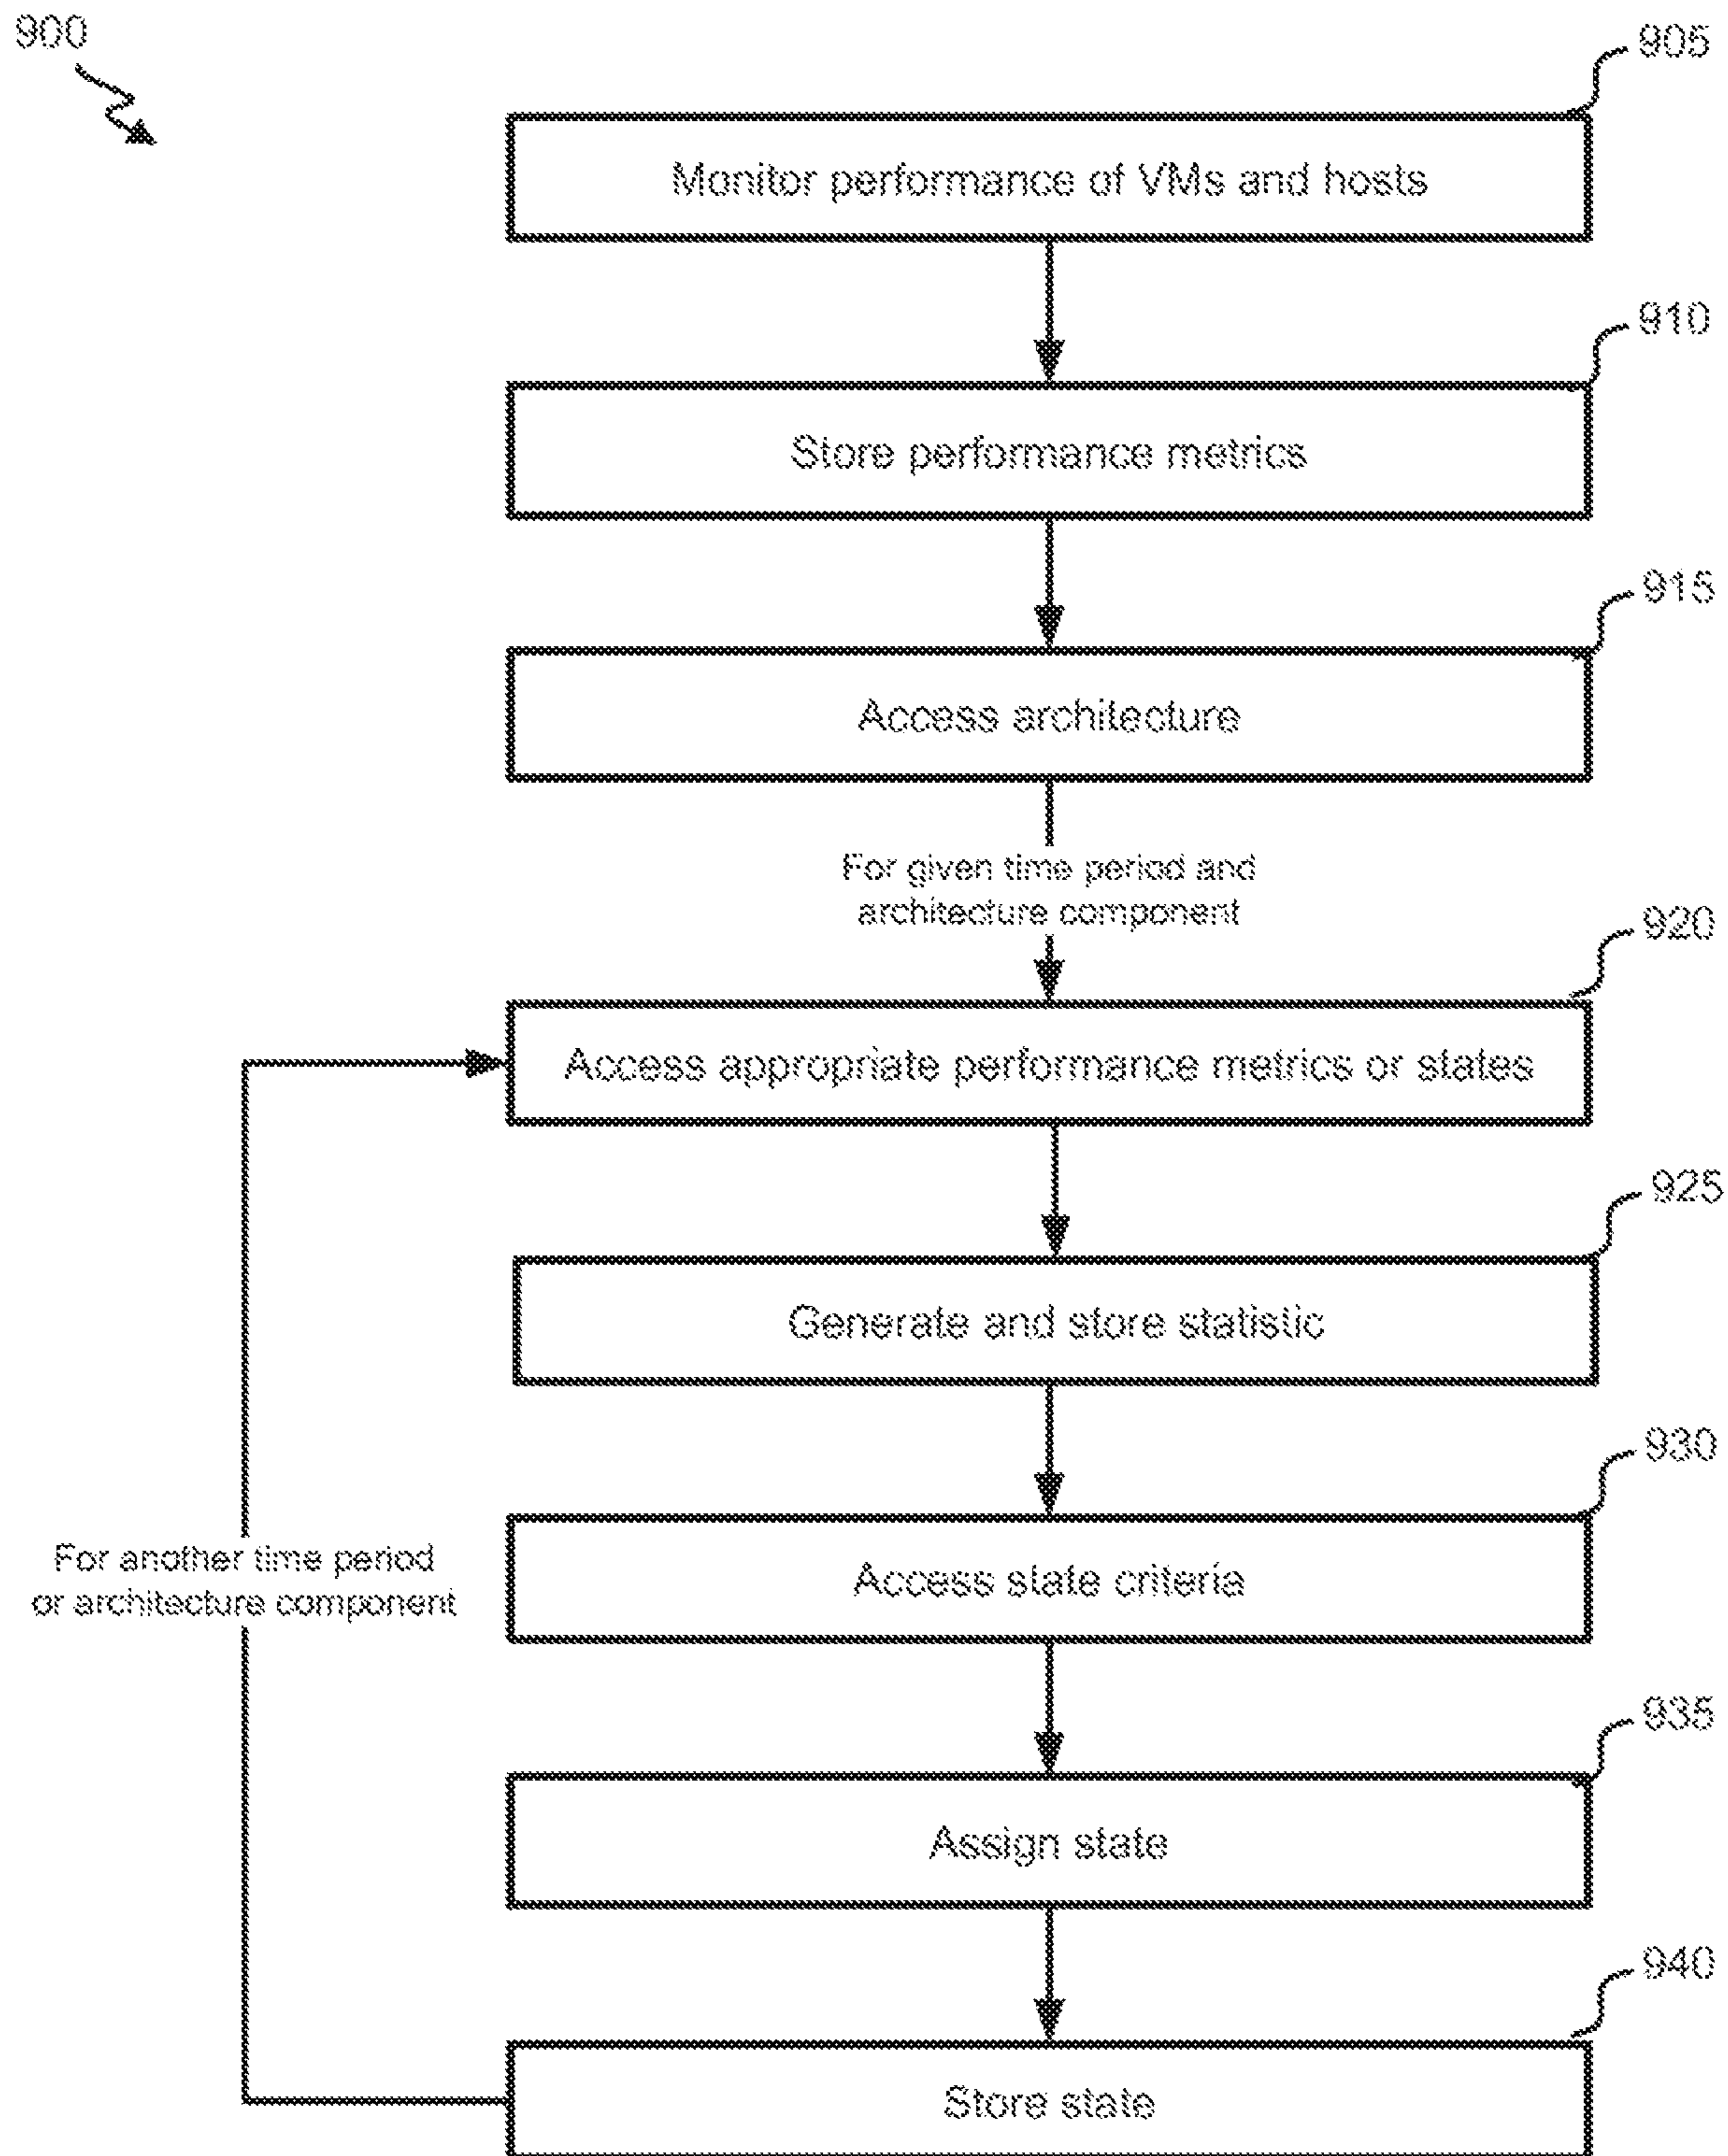 900
905
Monitor performance of VMs and hosts
910
Store performance metrics
915
Access architecture
For given time period and
architecture component
920
Access appropriate performance metrics or states
925
Generate and store statistic
930
Access state criteria
For another time period
or architecture component
935
Assign state
940
Store state